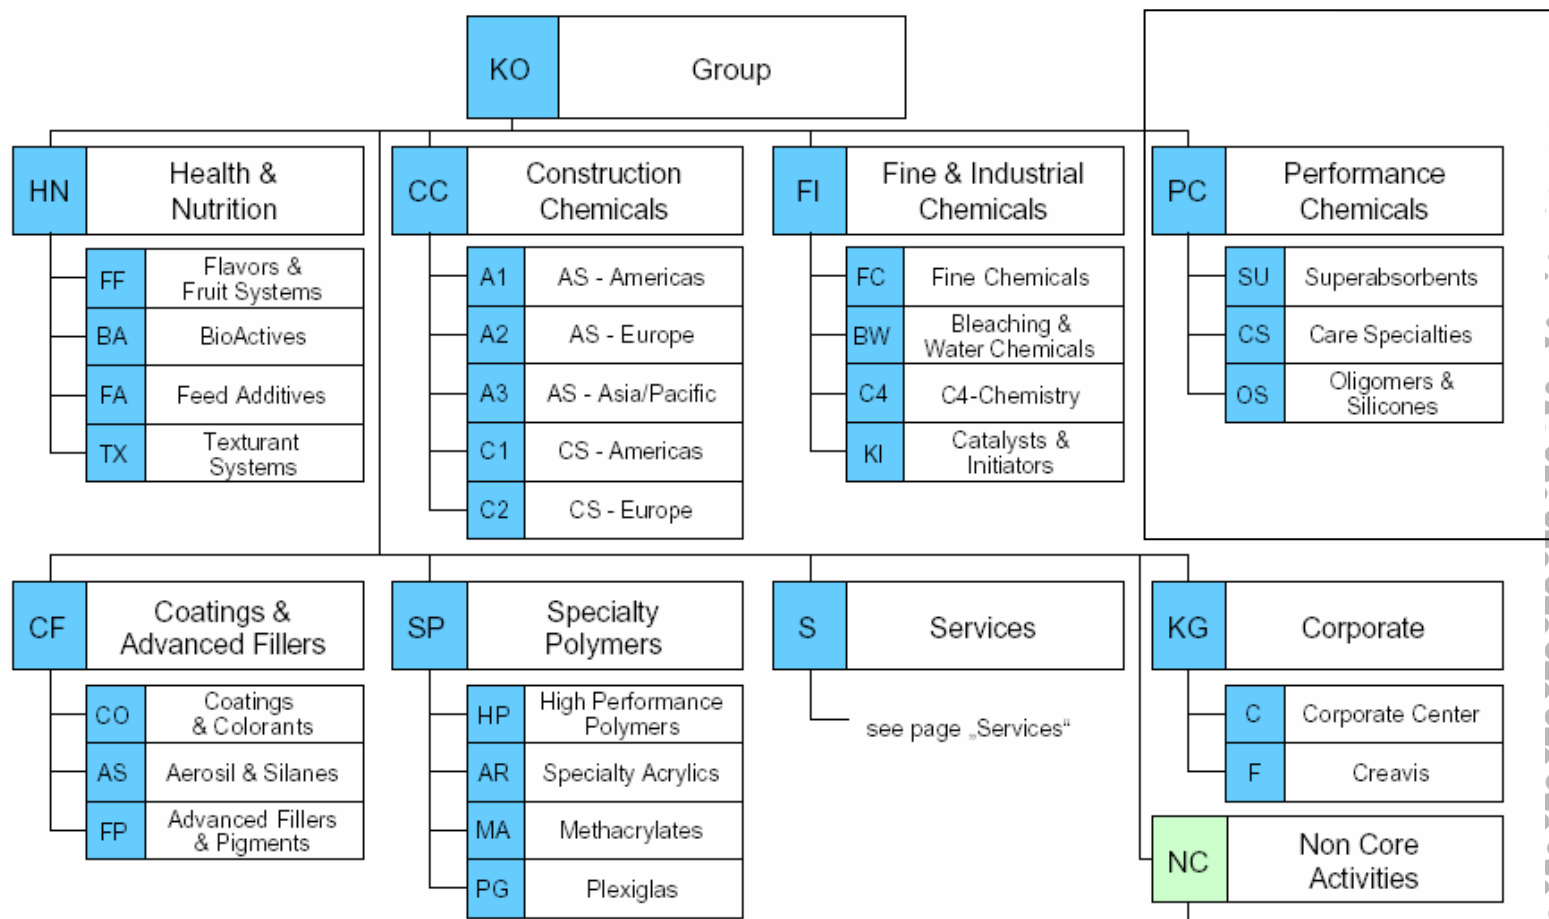 KO
Group
HN
Health &
Nutrition
FF
Flavors &
Fruit Systems
BA
BioActives
FA
Feed Additives
TX
Texturant
Systems
CC
Construction
Chemicals
A1
AS - Americas
A2
AS - Europe
A3
AS - Asia/Pacific
C1
CS - Americas
C2
CS - Europe
FI
Fine & Industrial
Chemicals
FC
Fine Chemicals
BW
Bleaching &
Water Chemicals
C4
C4-Chemistry
KI
Catalysts &
Initiators
PC
Performance
Chemicals
SU
Superabsorbents
CS
Care Specialties
OS
Oligomers &
Silicones
CF
Coatings &
Advanced Fillers
CO
Coatings
& Colorants
AS
Aerosil & Silanes
FP
Advanced Fillers
& Pigments
SP
Specialty
Polymers
HP
High Performance
Polymers
AR
Specialty Acrylics
MA
Methacrylates
PG
Plexiglas
S
Services
see page „Services“
KG
Corporate
C
Corporate Center
F
Creavis
NC
Non Core
Activities